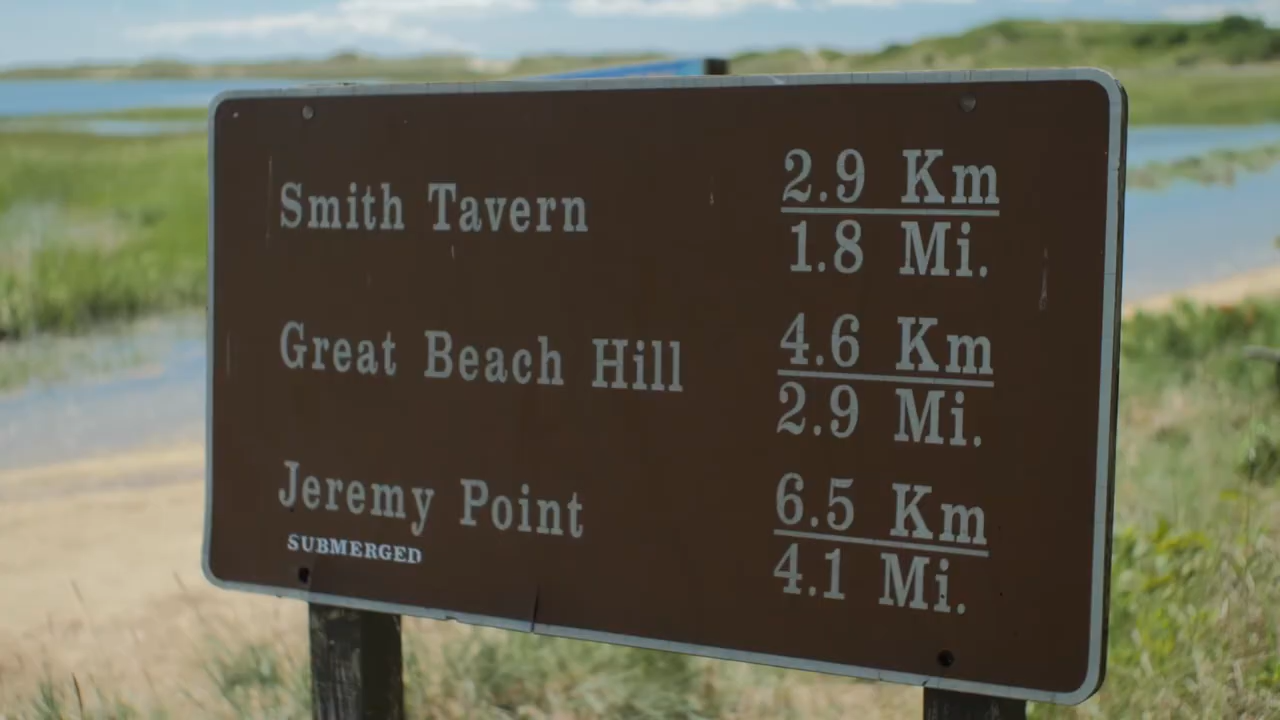 Smith Tavern 2.9 Km
1.8 Mi.
Great Beach Hill 4.6 Km
2.9 Mi.
Jeremy Point 6.5 Km
SUBMERGED 4.1 Mi.